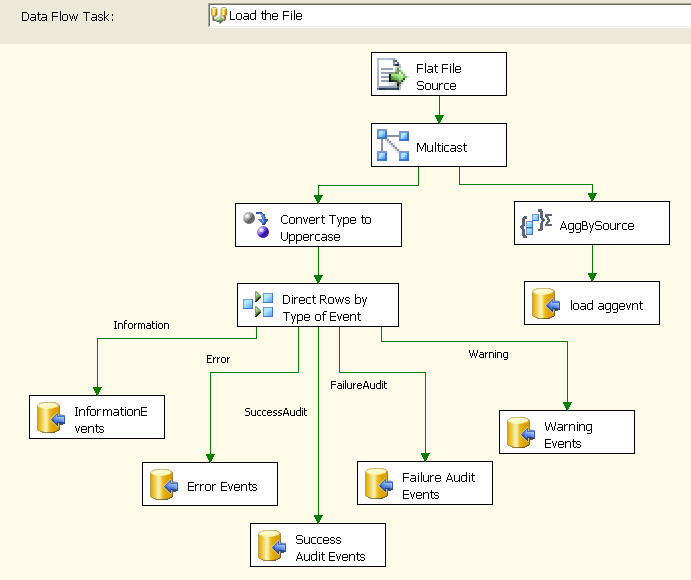 Data Flow Task:
Load the File
Flat File
Source
Multicast
Convert Type to
Uppercase
AggBySource
Direct Rows by
Type of Event
load aggevnt
Information
Error
SuccessAudit
FailureAudit
Warning
InformationE
vents
Warning
Events
Error Events
Failure Audit
Events
Success
Audit Events